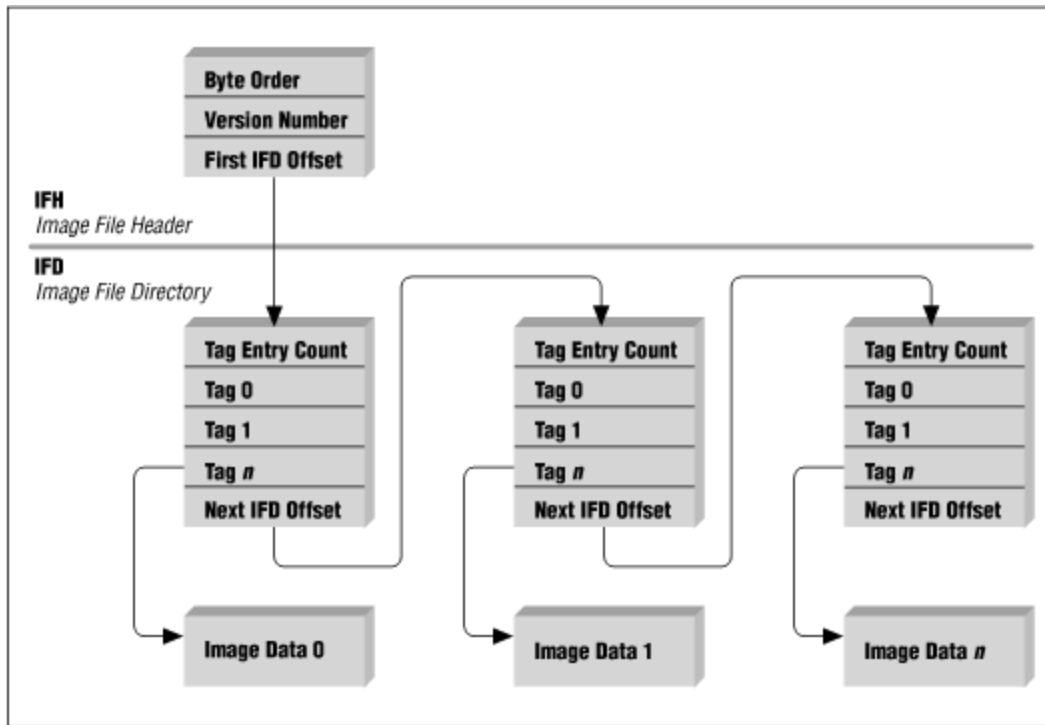 Byte Order
Version Number
First IFD Offset
IFH
Image File Header
IFD
Image File Directory
Tag Entry Count
Tag 0
Tag 1
Tag n
Next IFD Offset
Tag Entry Count
Tag 0
Tag 1
Tag n
Next IFD Offset
Tag Entry Count
Tag 0
Tag 1
Tag n
Next IFD Offset
Image Data 0
Image Data 1
Image Data n